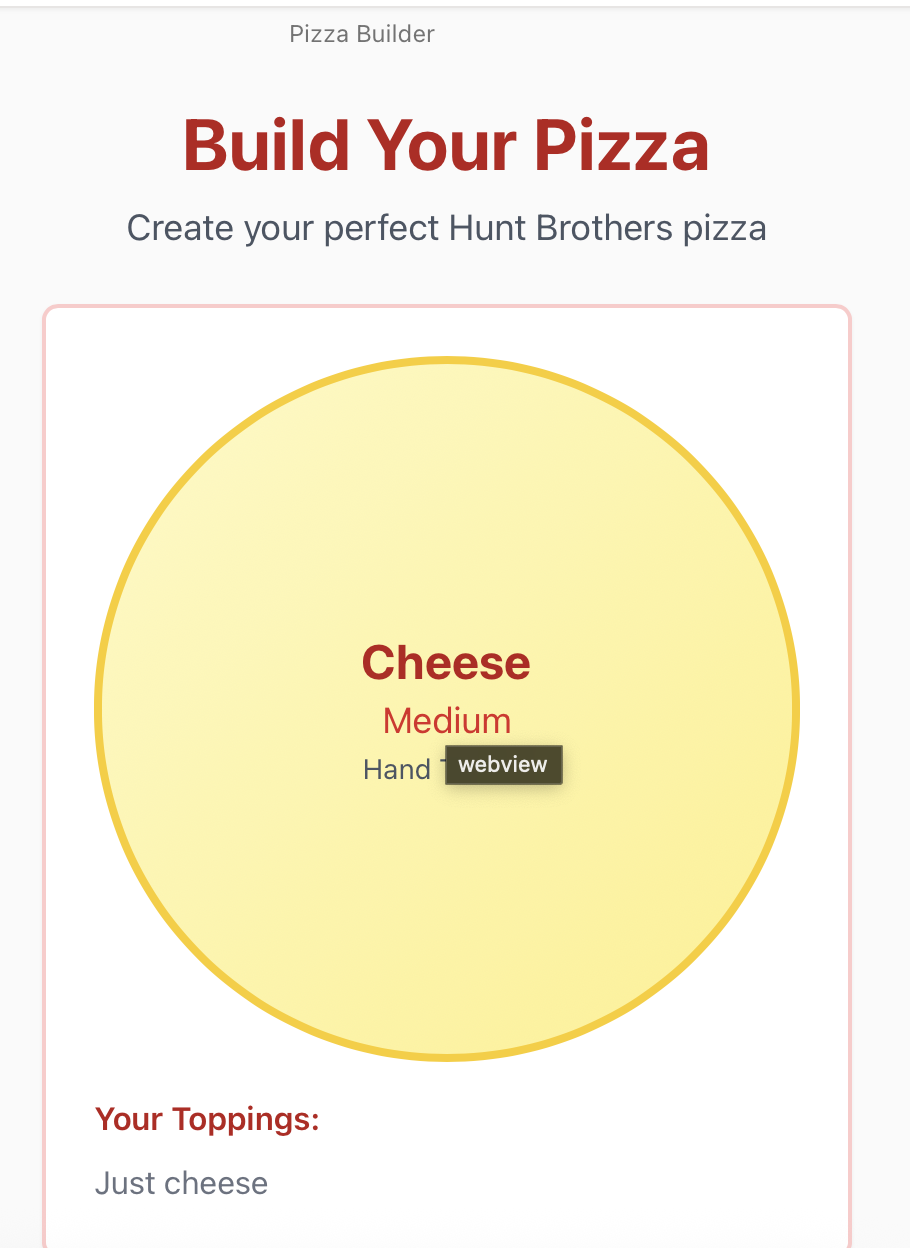 Pizza Builder
Build Your Pizza
Create your perfect Hunt Brothers pizza
Cheese
Medium
Hand
webview
Your Toppings:
Just cheese